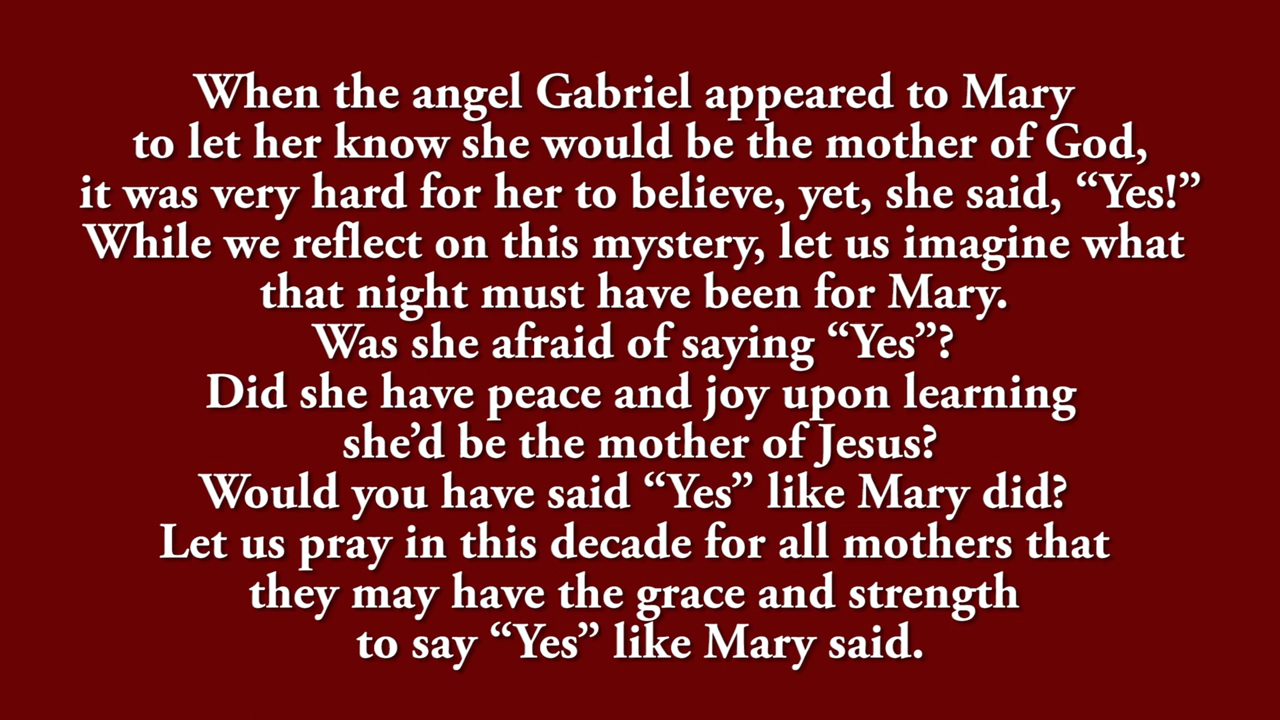 When the angel Gabriel appeared to Mary
to let her know she would be the mother of God,
it was very hard for her to believe, yet, she said, “Yes!”
While we reflect on this mystery, let us imagine what
that night must have been for Mary.
Was she afraid of saying “Yes”?
Did she have peace and joy upon learning
she’d be the mother of Jesus?
Would you have said “Yes” like Mary did?
Let us pray in this decade for all mothers that
they may have the grace and strength
to say “Yes” like Mary said.